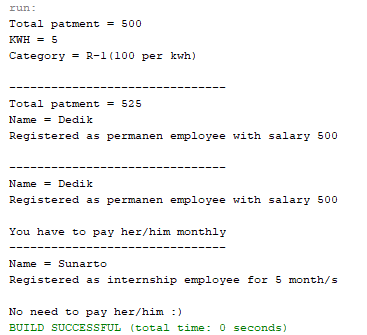 run:
Total patment = 500
KWH = 5
Category = R-1(100 per kwh)
-------------------------------
Total patment = 525
Name = Dedik
Registered as permanen employee with salary 500
-------------------------------
Name = Dedik
Registered as permanen employee with salary 500
You have to pay her/him monthly
-------------------------------
Name = Sunarto
Registered as internship employee for 5 month/s
No need to pay her/him :)
BUILD SUCCESSFUL (total time: 0 seconds)